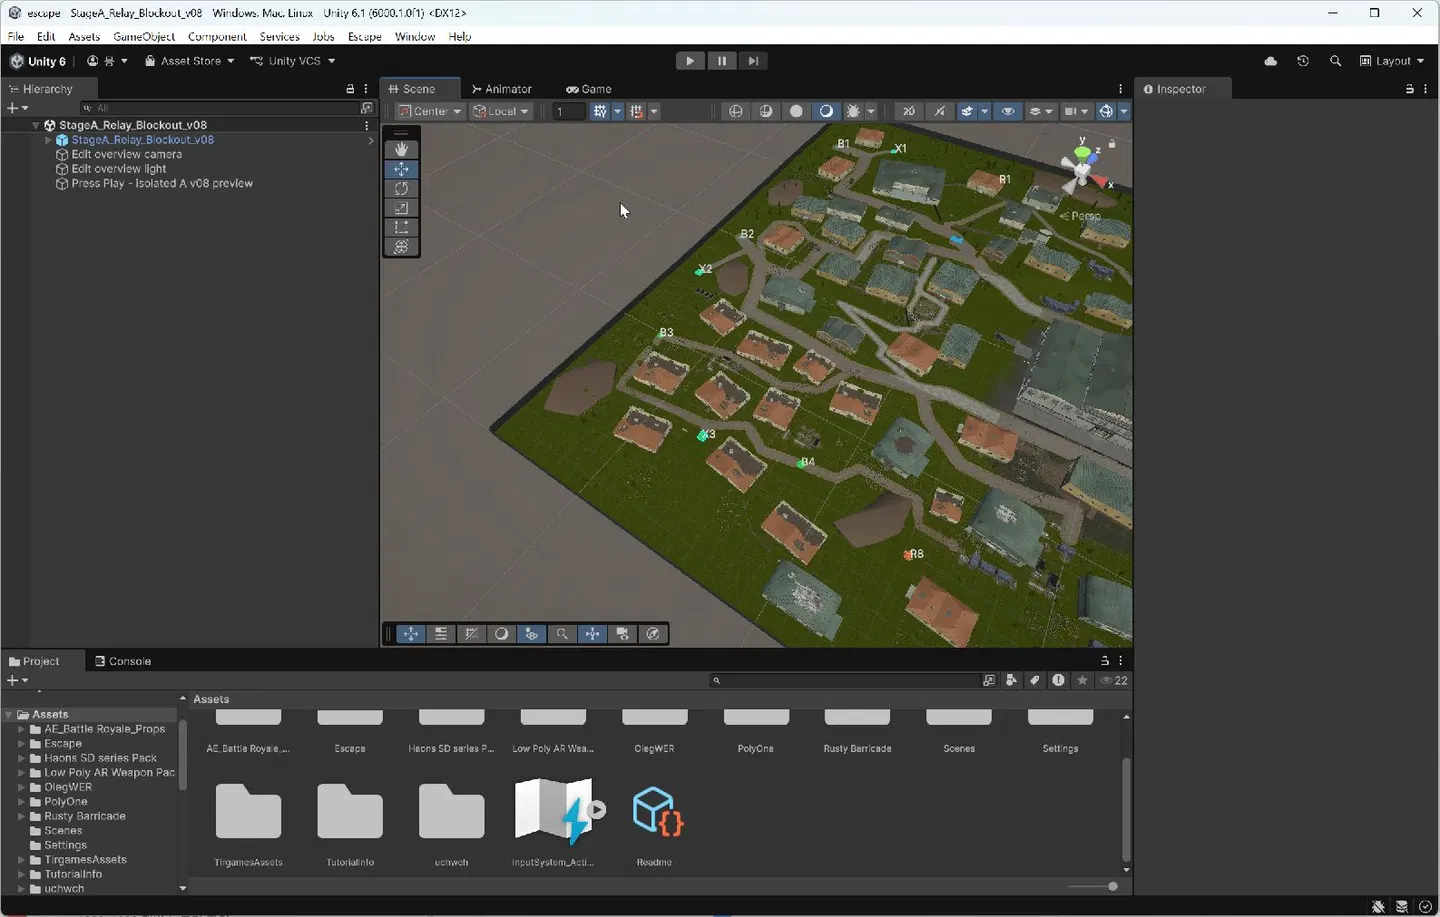 escape   StageA_Relay_Blockout_v08   Windows, Mac, Linux   Unity 6.1 (6000.1.0f1) <DX12>
File   Edit   Assets   GameObject   Component   Services   Jobs   Escape   Window   Help
Unity 6   Asset Store   Unity VCS   Layout
Hierarchy
Scene   Animator   Game
Inspector
All
Center   Local   1   2D
StageA_Relay_Blockout_v08
StageA_Relay_Blockout_v08
Edit overview camera
Edit overview light
Press Play - isolated A v08 preview
B1
X1
R1
B2
X2
B3
X3
B4
R8
y
z
x
Persp
Project   Console
22
Assets
AE_Battle Royale_Props
Escape
Haons SD series Pack
Low Poly AR Weapon Pac
OlegWER
PolyOne
Rusty Barricade
Scenes
Settings
TirgamesAssets
TutorialInfo
uchwch
Assets
AE_Battle Royale_...   Escape   Haons SD series P...   Low Poly AR Wea...   OlegWER   PolyOne   Rusty Barricade   Scenes   Settings
TirgamesAssets   TutorialInfo   uchwch   InputSystem_Acti...   Readme